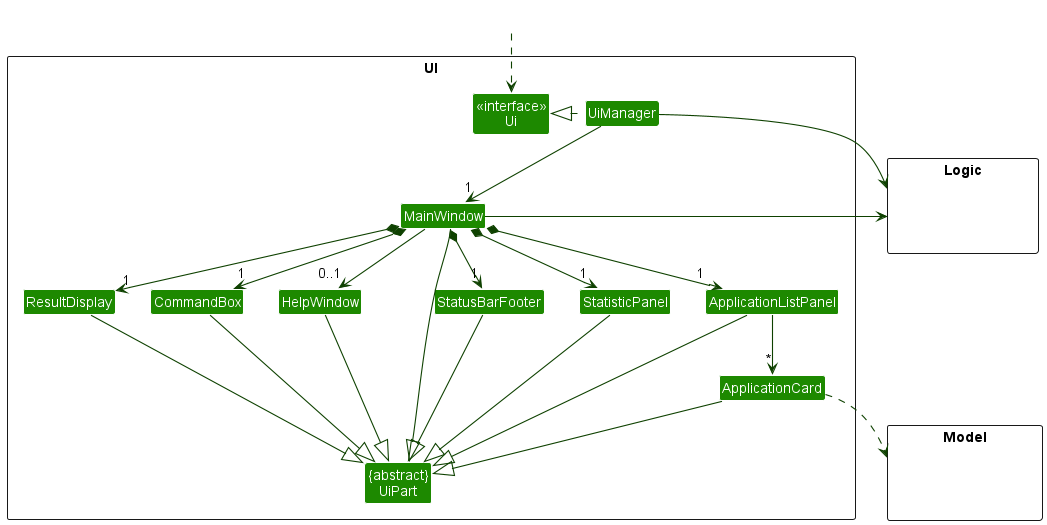 UI
«interface»
Ui
UiManager
Logic
1
MainWindow
1
1
0..1
1
1
1
ResultDisplay
CommandBox
HelpWindow
StatusBarFooter
StatisticPanel
ApplicationListPanel
*
ApplicationCard
Model
{abstract}
UiPart